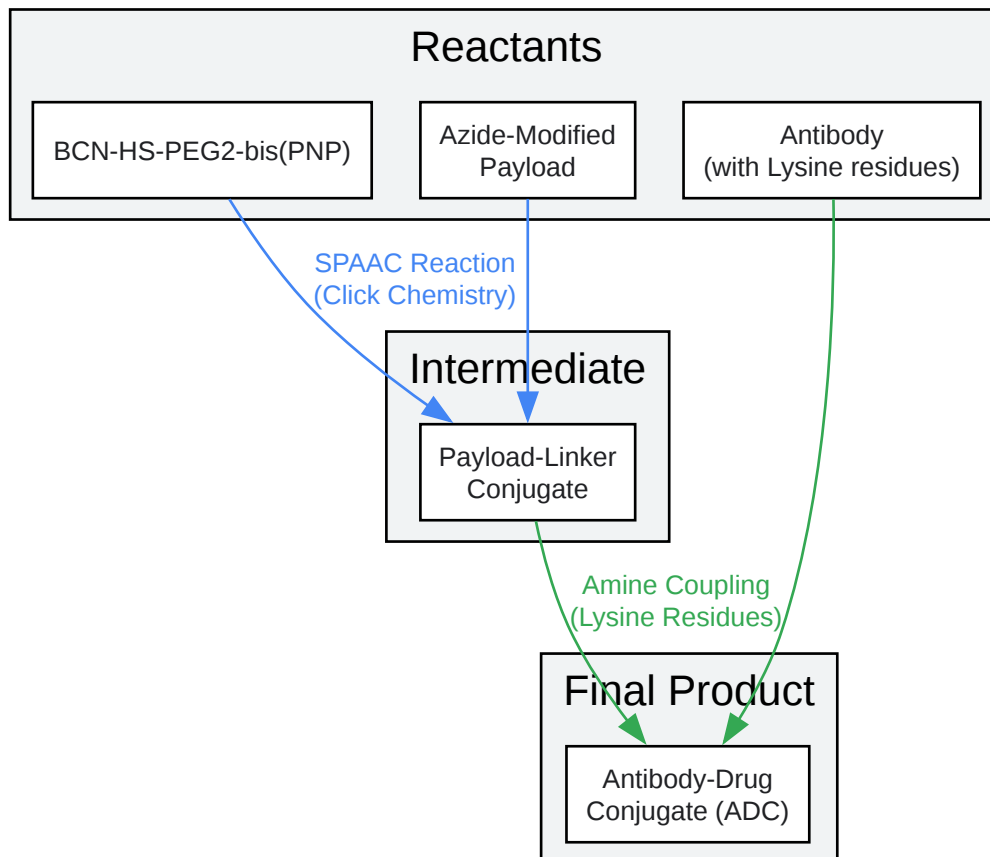 Reactants
BCN-HS-PEG2-bis(PNP)
Azide-Modified
Payload
Antibody
(with Lysine residues)
SPAAC Reaction
(Click Chemistry)
Intermediate
Payload-Linker
Conjugate
Amine Coupling
(Lysine Residues)
Final Product
Antibody-Drug
Conjugate (ADC)